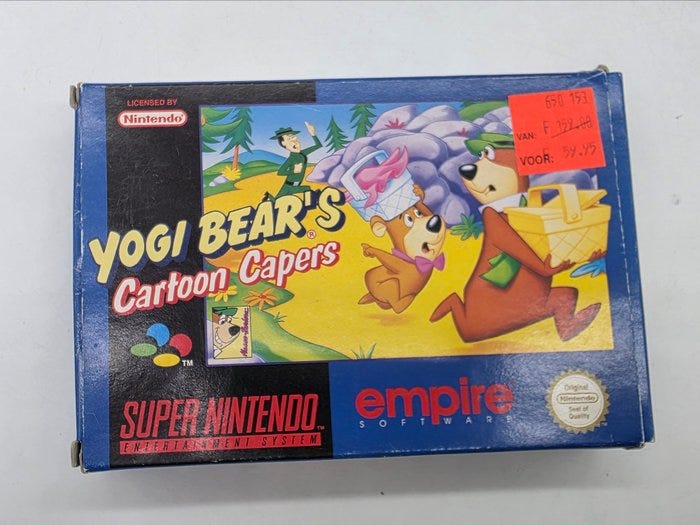 LICENSED BY
Nintendo®
650 153
VAN: F 159.00
VOOR: 59.95
YOGI BEAR'S®
Cartoon Capers
TM
SUPER NINTENDO™
ENTERTAINMENT SYSTEM
empire
SOFTWARE
Original
Nintendo
Seal of
Quality